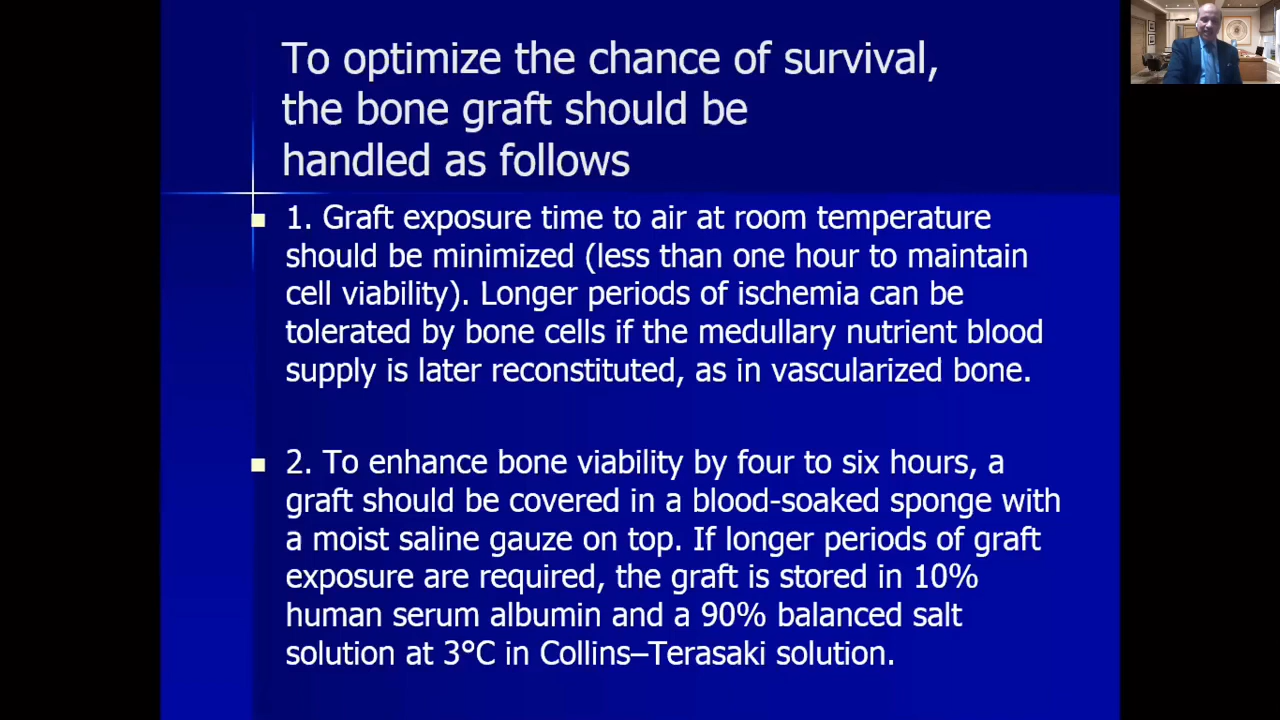 To optimize the chance of survival,
the bone graft should be
handled as follows
1. Graft exposure time to air at room temperature
should be minimized (less than one hour to maintain
cell viability). Longer periods of ischemia can be
tolerated by bone cells if the medullary nutrient blood
supply is later reconstituted, as in vascularized bone.
2. To enhance bone viability by four to six hours, a
graft should be covered in a blood-soaked sponge with
a moist saline gauze on top. If longer periods of graft
exposure are required, the graft is stored in 10%
human serum albumin and a 90% balanced salt
solution at 3°C in Collins–Terasaki solution.